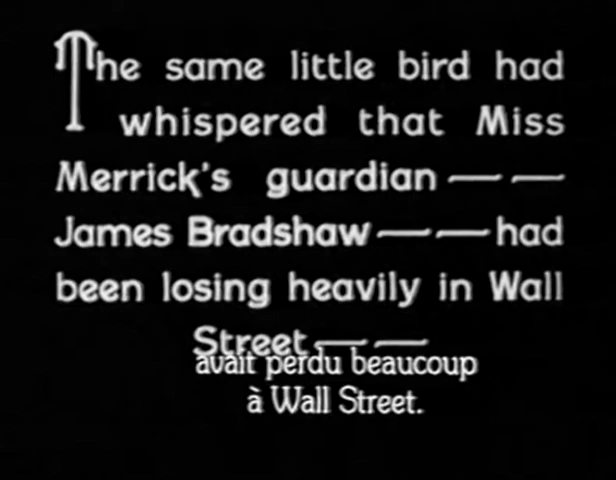 The same little bird had
whispered that Miss
Merrick's guardian — —
James Bradshaw — — had
been losing heavily in Wall
Street — —
avait perdu beaucoup
à Wall Street.